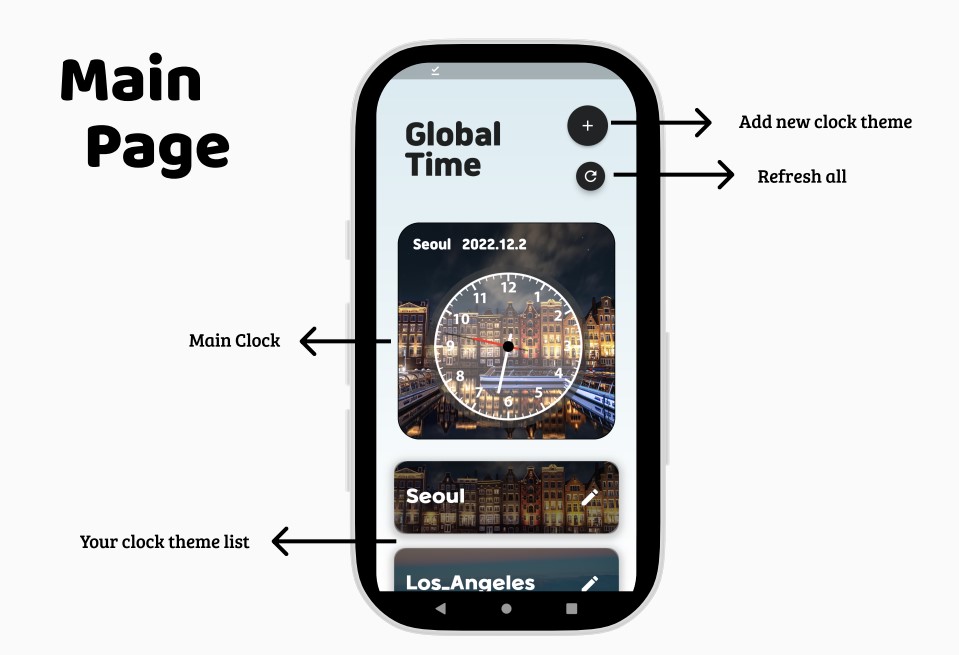 Main
Page
Global
Time
Add new clock theme
Refresh all
Seoul 2022.12.2
12
1
2
3
4
5
6
7
8
9
10
11
Main Clock
Seoul
Your clock theme list
Los_Angeles